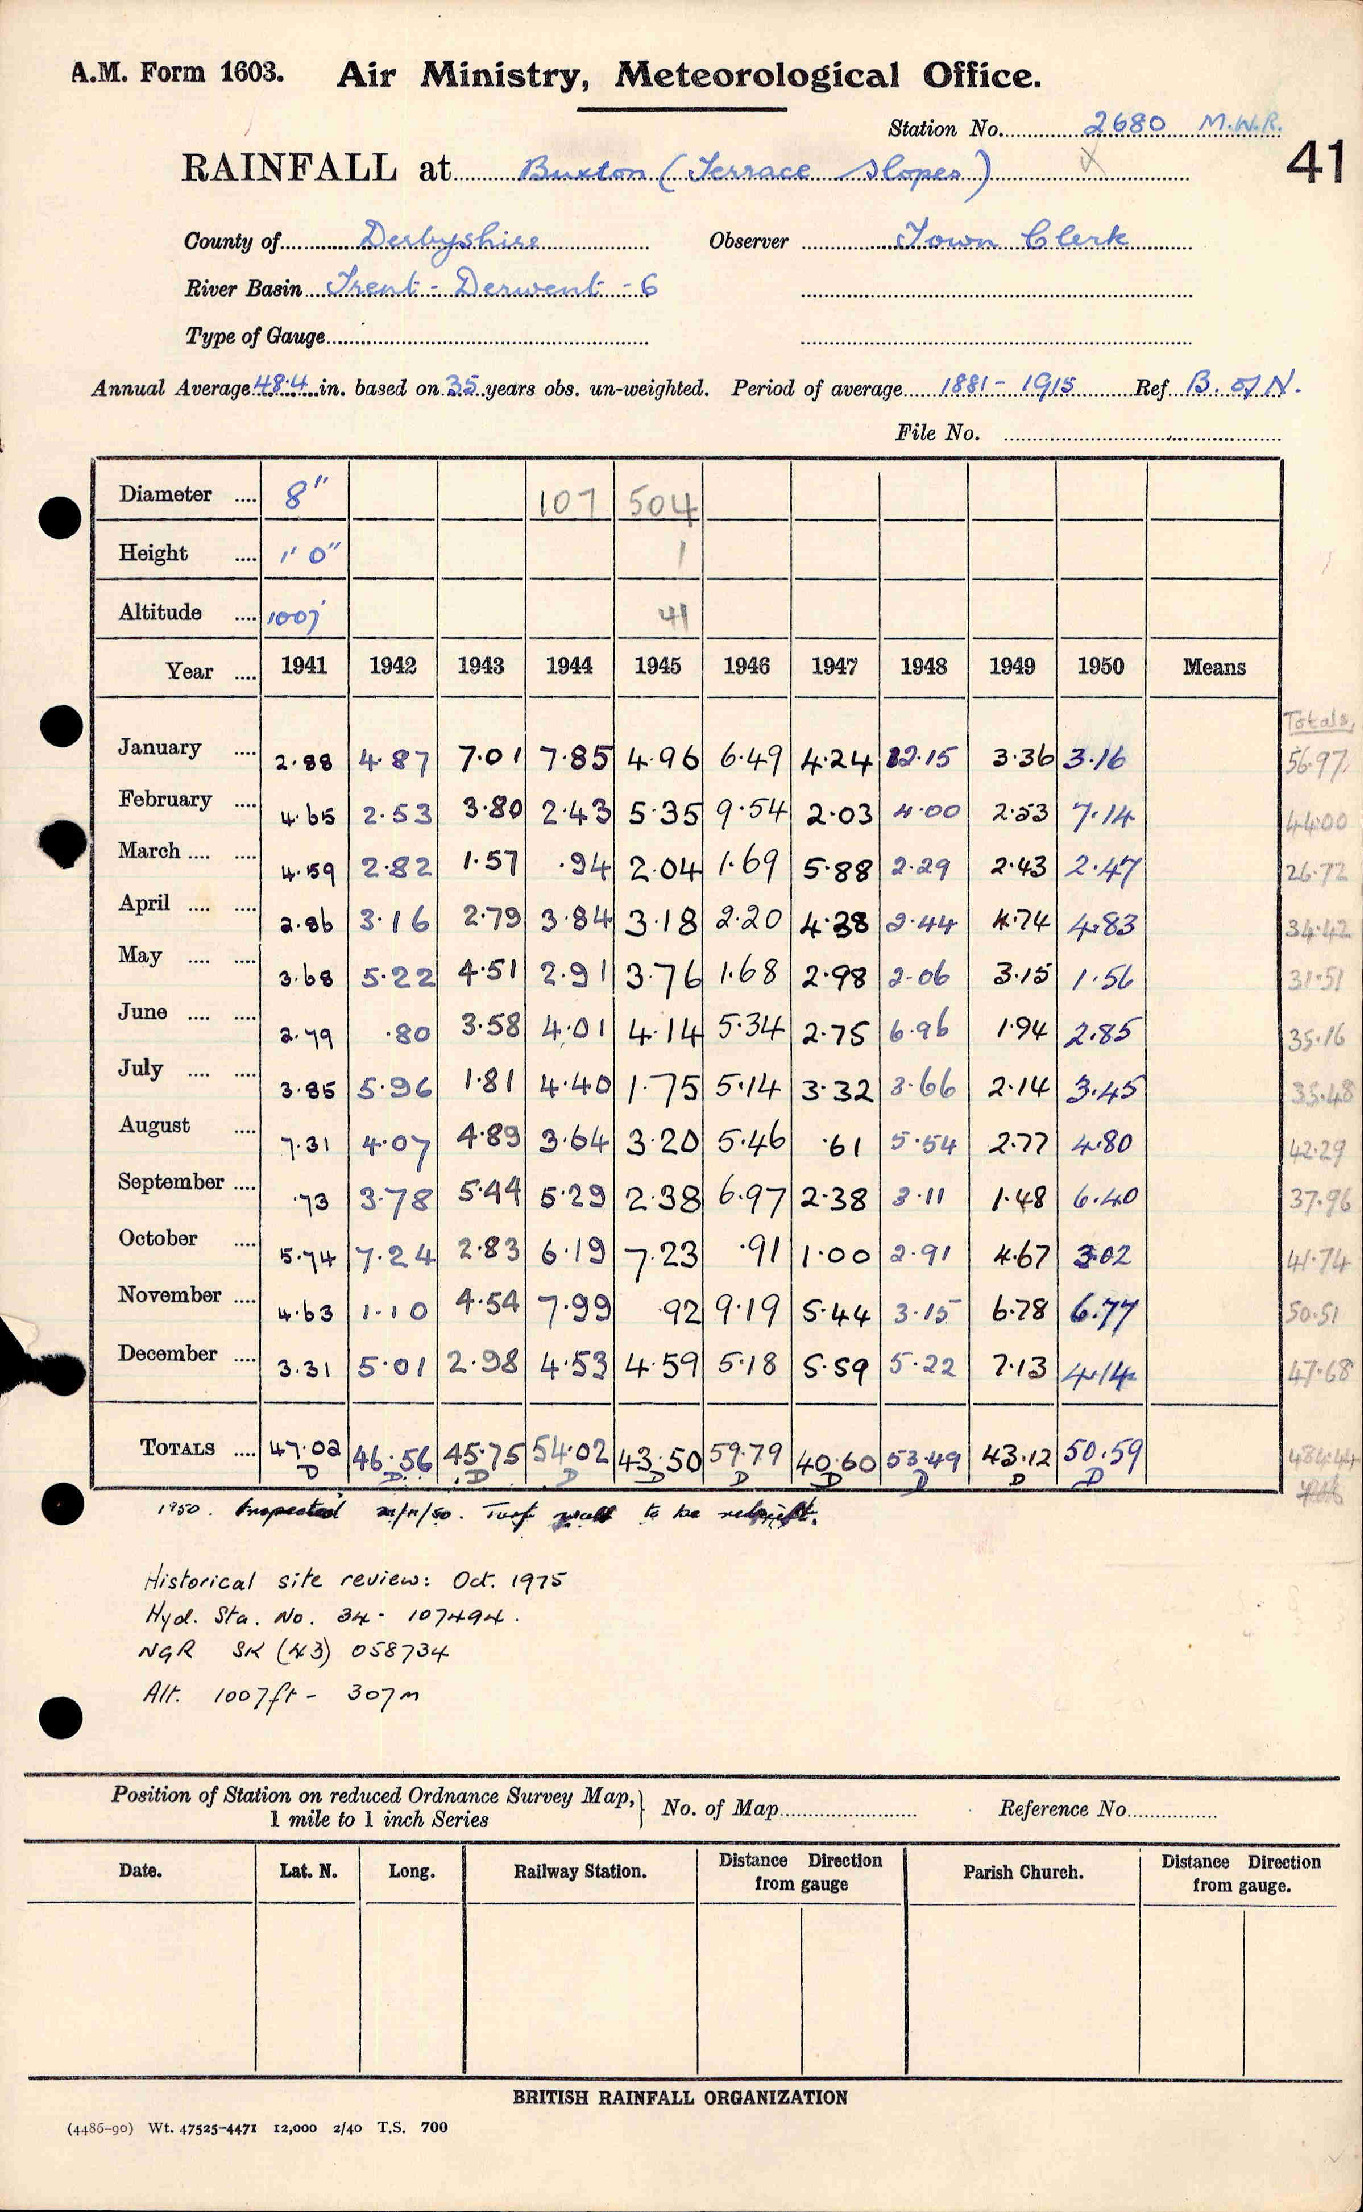 A.M. Form 1603. Air Ministry, Meteorological Office.
Station No. 2680 M.W.R.
41
RAINFALL at Buxton (Terrace Slopes)
County of Derbyshire Observer Town Clerk
River Basin Trent - Derwent - 6
Type of Gauge
Annual Average 48.4 in. based on 35 years obs. un-weighted. Period of average 1881 - 1915 Ref. B. of N.
File No.
Diameter .... 8" 107 504
Height .... 1' 0" 1
Altitude .... 1007' 41
Year .... 1941 1942 1943 1944 1945 1946 1947 1948 1949 1950 Means
Totals
January .... 2.88 4.87 7.01 7.85 4.96 6.49 4.24 12.15 3.36 3.16 56.97
February .... 4.65 2.53 3.80 2.43 5.35 9.54 2.03 4.00 2.53 7.14 44.00
March .... .... 4.59 2.82 1.57 .94 2.04 1.69 5.88 2.29 2.43 2.47 26.72
April .... .... 2.86 3.16 2.79 3.84 3.18 2.20 4.38 2.44 4.74 4.83 34.42
May .... .... 3.68 5.22 4.51 2.91 3.76 1.68 2.98 2.06 3.15 1.56 31.51
June .... .... 2.79 .80 3.58 4.01 4.14 5.34 2.75 6.96 1.94 2.85 35.16
July .... .... 3.85 5.96 1.81 4.40 1.75 5.14 3.32 3.66 2.14 3.45 35.48
August .... 7.31 4.07 4.89 3.64 3.20 5.46 .61 5.54 2.77 4.80 42.29
September .... .73 3.78 5.44 5.29 2.38 6.97 2.38 3.11 1.48 6.40 37.96
October .... 5.74 7.24 2.83 6.19 7.23 .91 1.00 2.91 4.67 3.02 41.74
November .... 4.63 1.10 4.54 7.99 .92 9.19 5.44 3.15 6.78 6.77 50.51
December .... 3.31 5.01 2.98 4.53 4.59 5.18 5.59 5.22 7.13 4.14 47.68
TOTALS .... 47.02 46.56 45.75 54.02 43.50 59.79 40.60 53.49 43.12 50.59 484.44
D D D D D D D D D D
1950. Inspected 21/11/50. Turf wall to be rebuilt.
Historical site review: Oct. 1975
Hyd. Sta. No. 34 - 107494.
NGR SK (43) 058734
Alt. 1007ft - 307m
Position of Station on reduced Ordnance Survey Map, 1 mile to 1 inch Series } No. of Map Reference No.
Date. Lat. N. Long. Railway Station. Distance Direction from gauge Parish Church. Distance Direction from gauge.
BRITISH RAINFALL ORGANIZATION
(4486-90) Wt. 47525-4471 12,000 2/40 T.S. 700